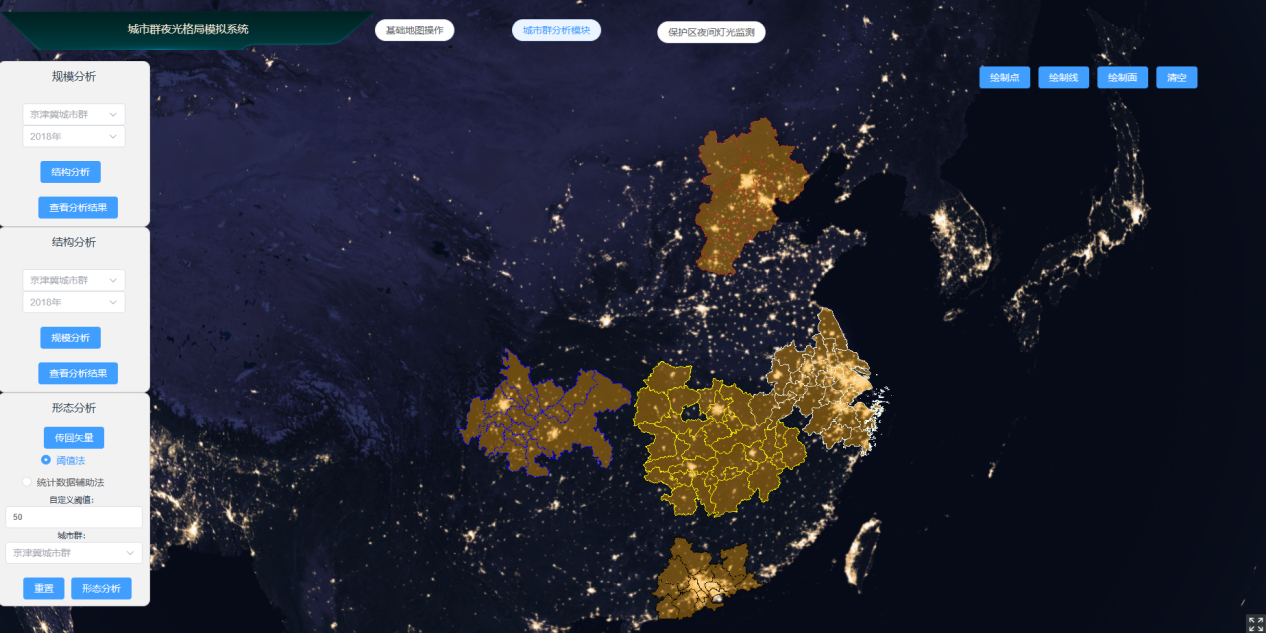 城市群夜光格局模拟系统
基础地图操作
城市群分析模块
保护区夜间灯光监测
绘制点
绘制线
绘制面
清空
规模分析
京津冀城市群
2018年
结构分析
查看分析结果
结构分析
京津冀城市群
2018年
规模分析
查看分析结果
形态分析
传回矢量
阈值法
统计数据辅助法
自定义阈值:
50
城市群:
京津冀城市群
重置
形态分析